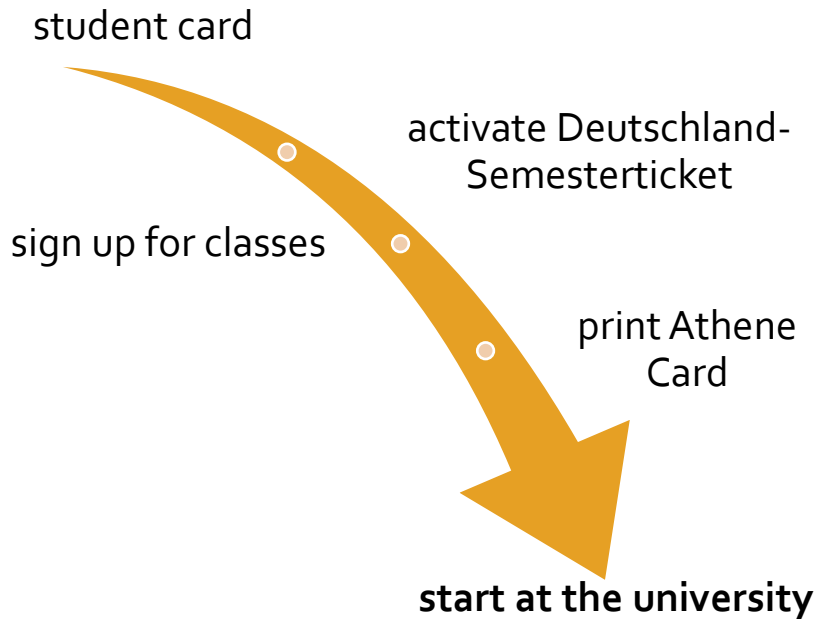 student card
activate Deutschland-
Semesterticket
sign up for classes
print Athene
Card
start at the university